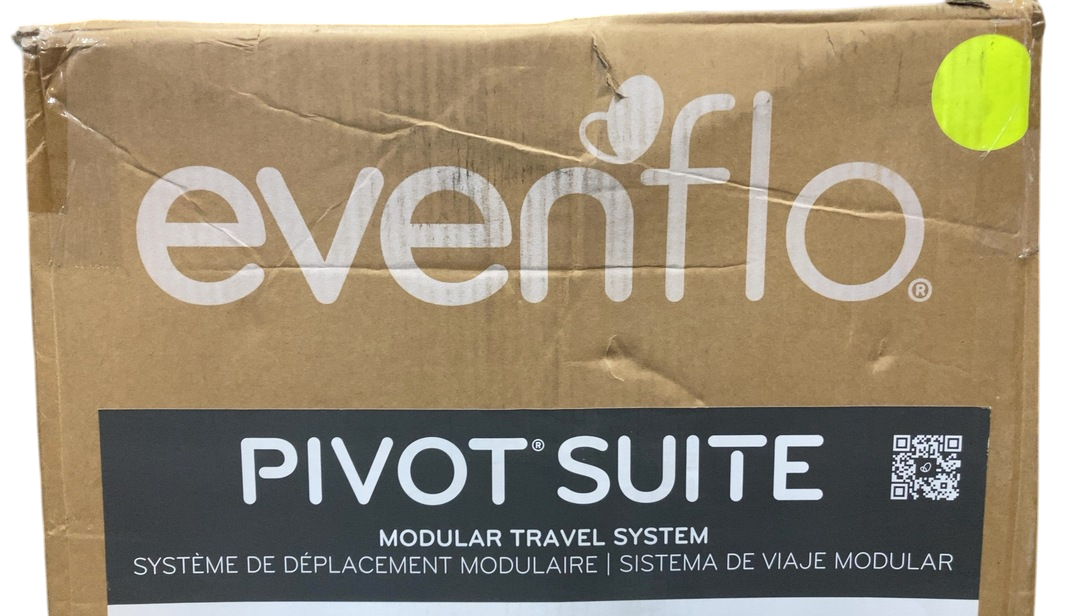 evenflo®
PIVOT® SUITE
MODULAR TRAVEL SYSTEM
SYSTÈME DE DÉPLACEMENT MODULAIRE | SISTEMA DE VIAJE MODULAR